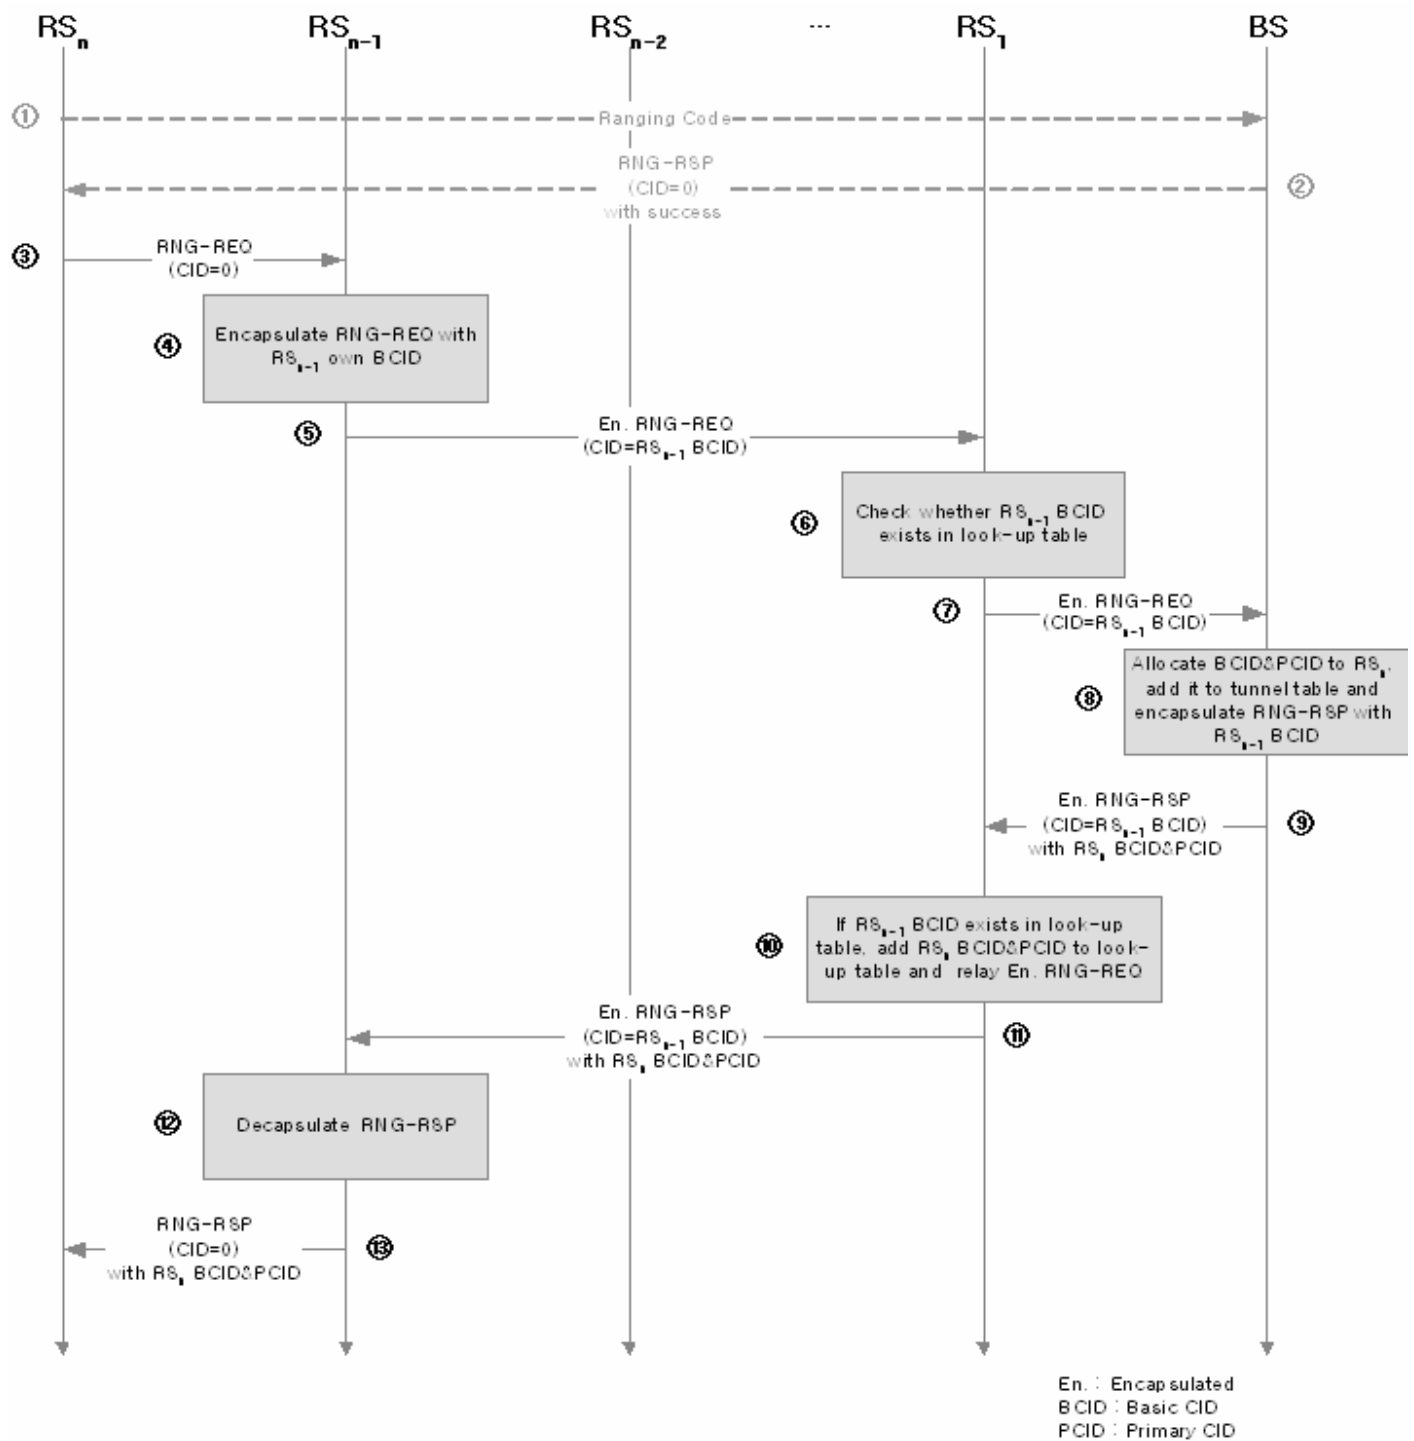 RSn RSn-1 RSn-2 ... RS1 BS
①
Ranging Code
RNG-RSP
(CID=0)
with success
②
③
RNG-REQ
(CID=0)
④
Encapsulate RNG-REQ with
RSn-1 own BCID
⑤
En. RNG-REQ
(CID=RSn-1 BCID)
⑥
Check whether RSn-1 BCID
exists in look-up table
⑦
En. RNG-REQ
(CID=RSn-1 BCID)
⑧
Allocate BCID&PCID to RSn,
add it to tunnel table and
encapsulate RNG-RSP with
RSn-1 BCID
En. RNG-RSP
(CID=RSn-1 BCID)
with RSn BCID&PCID
⑨
⑩
If RSn-1 BCID exists in look-up
table, add RSn BCID&PCID to look-
up table and relay En. RNG-REQ
En. RNG-RSP
(CID=RSn-1 BCID)
with RSn BCID&PCID
⑪
⑫
Decapsulate RNG-RSP
RNG-RSP
(CID=0)
with RSn BCID&PCID
⑬
En. : Encapsulated
BCID : Basic CID
PCID : Primary CID